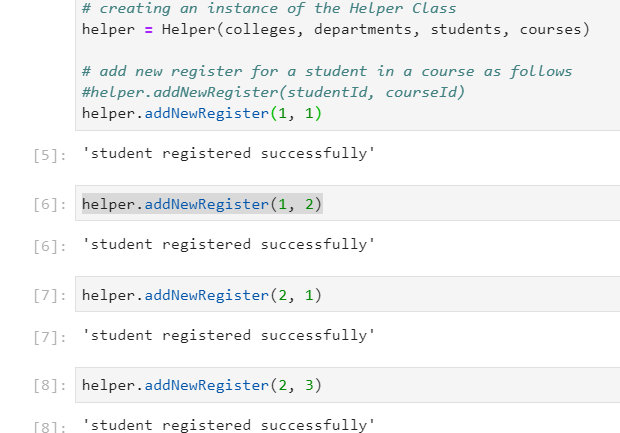 # creating an instance of the Helper Class
helper = Helper(colleges, departments, students, courses)
# add new register for a student in a course as follows
#helper.addNewRegister(studentId, courseId)
helper.addNewRegister(1, 1)
[5]: 'student registered successfully'
[6]: helper.addNewRegister(1, 2)
[6]: 'student registered successfully'
[7]: helper.addNewRegister(2, 1)
[7]: 'student registered successfully'
[8]: helper.addNewRegister(2, 3)
[8]: 'student registered successfully'